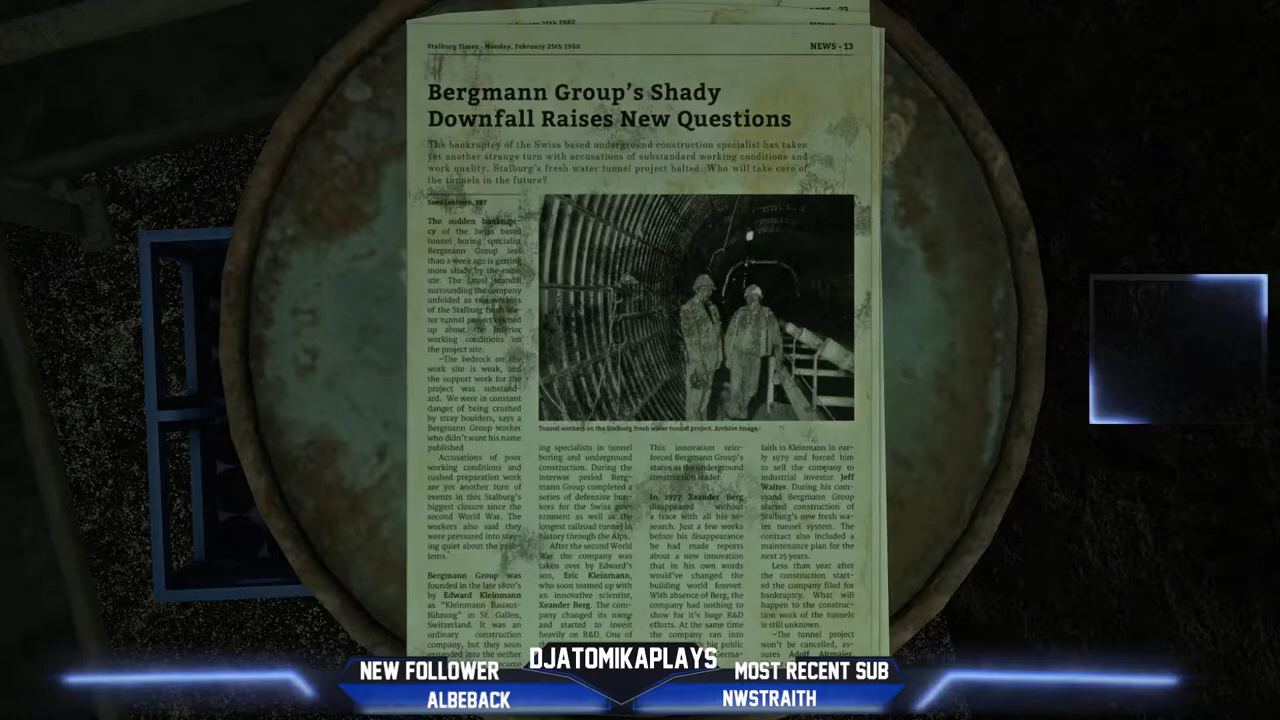 Stalburg Times - Monday, February 25th 1980
NEWS - 13
Bergmann Group's Shady
Downfall Raises New Questions
The bankruptcy of the Swiss based underground construction specialist has taken
yet another strange turn with accusations of substandard working conditions and
work quality. Stalburg's fresh water tunnel project halted. Who will take care of
the tunnels in the future?
The sudden bankrupt-
cy of the Swiss based
tunnel boring specialist
Bergmann Group less
than a week ago is getting
more shady by the min-
ute. The latest scandal
surrounding the company
unfolded as two workers
of the Stalburg fresh wa-
ter tunnel project opened
up about the inferior
working conditions on
the project site.
-The bedrock on the
work site is weak, and
the support work for the
project was substand-
ard. We were in constant
danger of being crushed
by stray boulders, says a
Bergmann Group worker
who didn't want his name
published
Accusations of poor
working conditions and
rushed preparation work
are yet another turn of
events in this Stalburg's
biggest closure since the
second World War. The
workers also said they
were pressured into stay-
ing quiet about the prob-
lems.
Bergmann Group was
founded in the late 1800's
by Edward Kleinmann
as "Kleinmann Bauaus-
führung" in St. Gallen,
Switzerland. It was an
ordinary construction
company, but they soon
expanded into the nether
Tunnel workers on the Stalburg fresh water tunnel project. Archive image.
ing specialists in tunnel
boring and underground
construction. During the
interwar period Berg-
mann Group completed a
series of defensive bun-
kers for the Swiss gov-
ernment as well as the
longest railroad tunnel in
history through the Alps.
After the second World
War the company was
taken over by Edward's
son, Eric Kleinmann,
who soon teamed up with
an innovative scientist,
Xeander Berg. The com-
pany changed its name
and started to invest
heavily on R&D. One of
This innovation rein-
forced Bergmann Group's
status as the underground
construction leader.
In 1977 Xeander Berg
disappeared without
a trace with all his re-
search. Just a few weeks
before his disappearance
he had made reports
about a new innovation
that in his own words
would've changed the
building world forever.
With absence of Berg, the
company had nothing to
show for it's huge R&D
efforts. At the same time
the company ran into
big public
Germa-
faith in Kleinmann in ear-
ly 1979 and forced him
to sell the company to
industrial investor Jeff
Walter. During his com-
mand Bergmann Group
started construction of
Stalburg's new fresh wa-
ter tunnel system. The
contract also included a
maintenance plan for the
next 25 years.
Less than year after
the construction start-
ed the company filed for
bankruptcy. What will
happen to the construc-
tion work of the tunnels
is still unknown.
-The tunnel project
won't be cancelled, as-
sures Adolf Altmaier,
DJATOMIKAPLAYS
NEW FOLLOWER
ALBEBACK
MOST RECENT SUB
NWSTRAITH